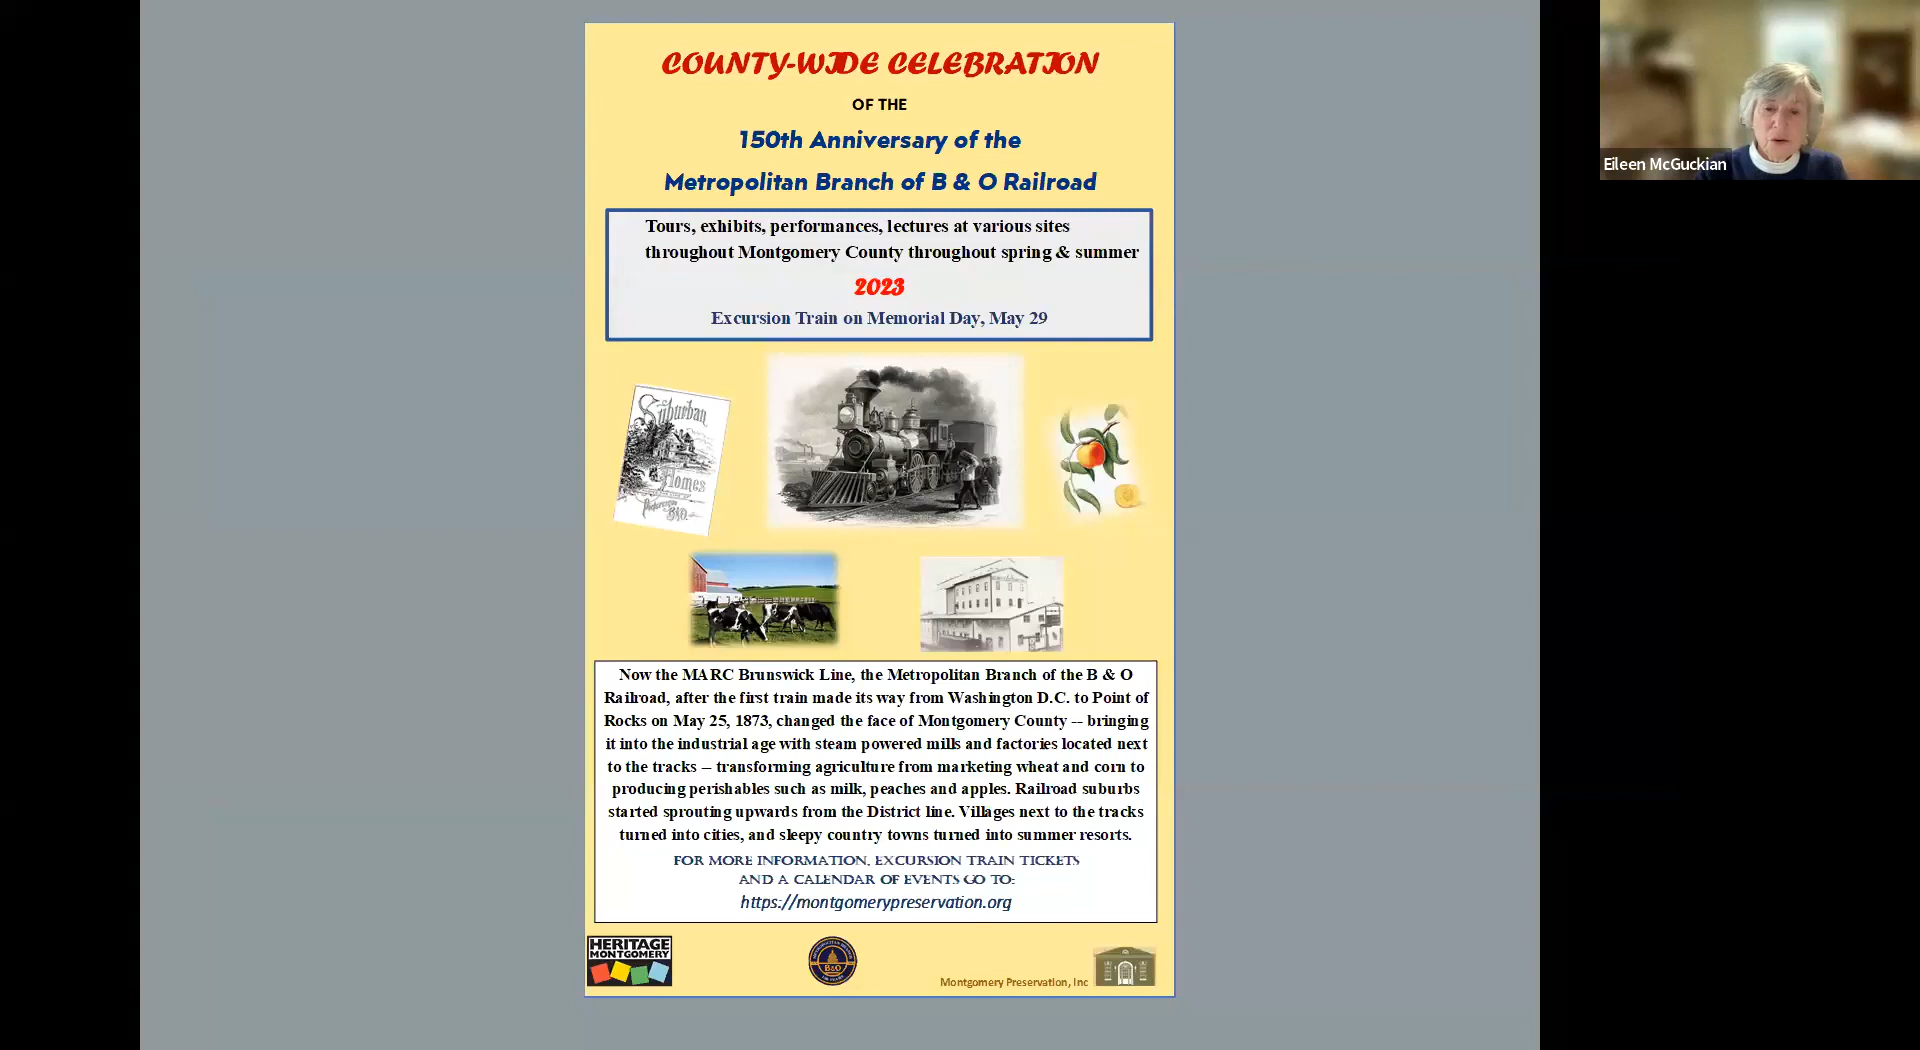 COUNTY-WIDE CELEBRATION
OF THE
150th Anniversary of the
Metropolitan Branch of B & O Railroad
Tours, exhibits, performances, lectures at various sites
throughout Montgomery County throughout spring & summer
2023
Excursion Train on Memorial Day, May 29
Suburban
Homes
Now the MARC Brunswick Line, the Metropolitan Branch of the B & O
Railroad, after the first train made its way from Washington D.C. to Point of
Rocks on May 25, 1873, changed the face of Montgomery County -- bringing
it into the industrial age with steam powered mills and factories located next
to the tracks – transforming agriculture from marketing wheat and corn to
producing perishables such as milk, peaches and apples. Railroad suburbs
started sprouting upwards from the District line. Villages next to the tracks
turned into cities, and sleepy country towns turned into summer resorts.
FOR MORE INFORMATION, EXCURSION TRAIN TICKETS
AND A CALENDAR OF EVENTS GO TO:
https://montgomerypreservation.org
HERITAGE
MONTGOMERY
B&O
Montgomery Preservation, Inc
Eileen McGuckian